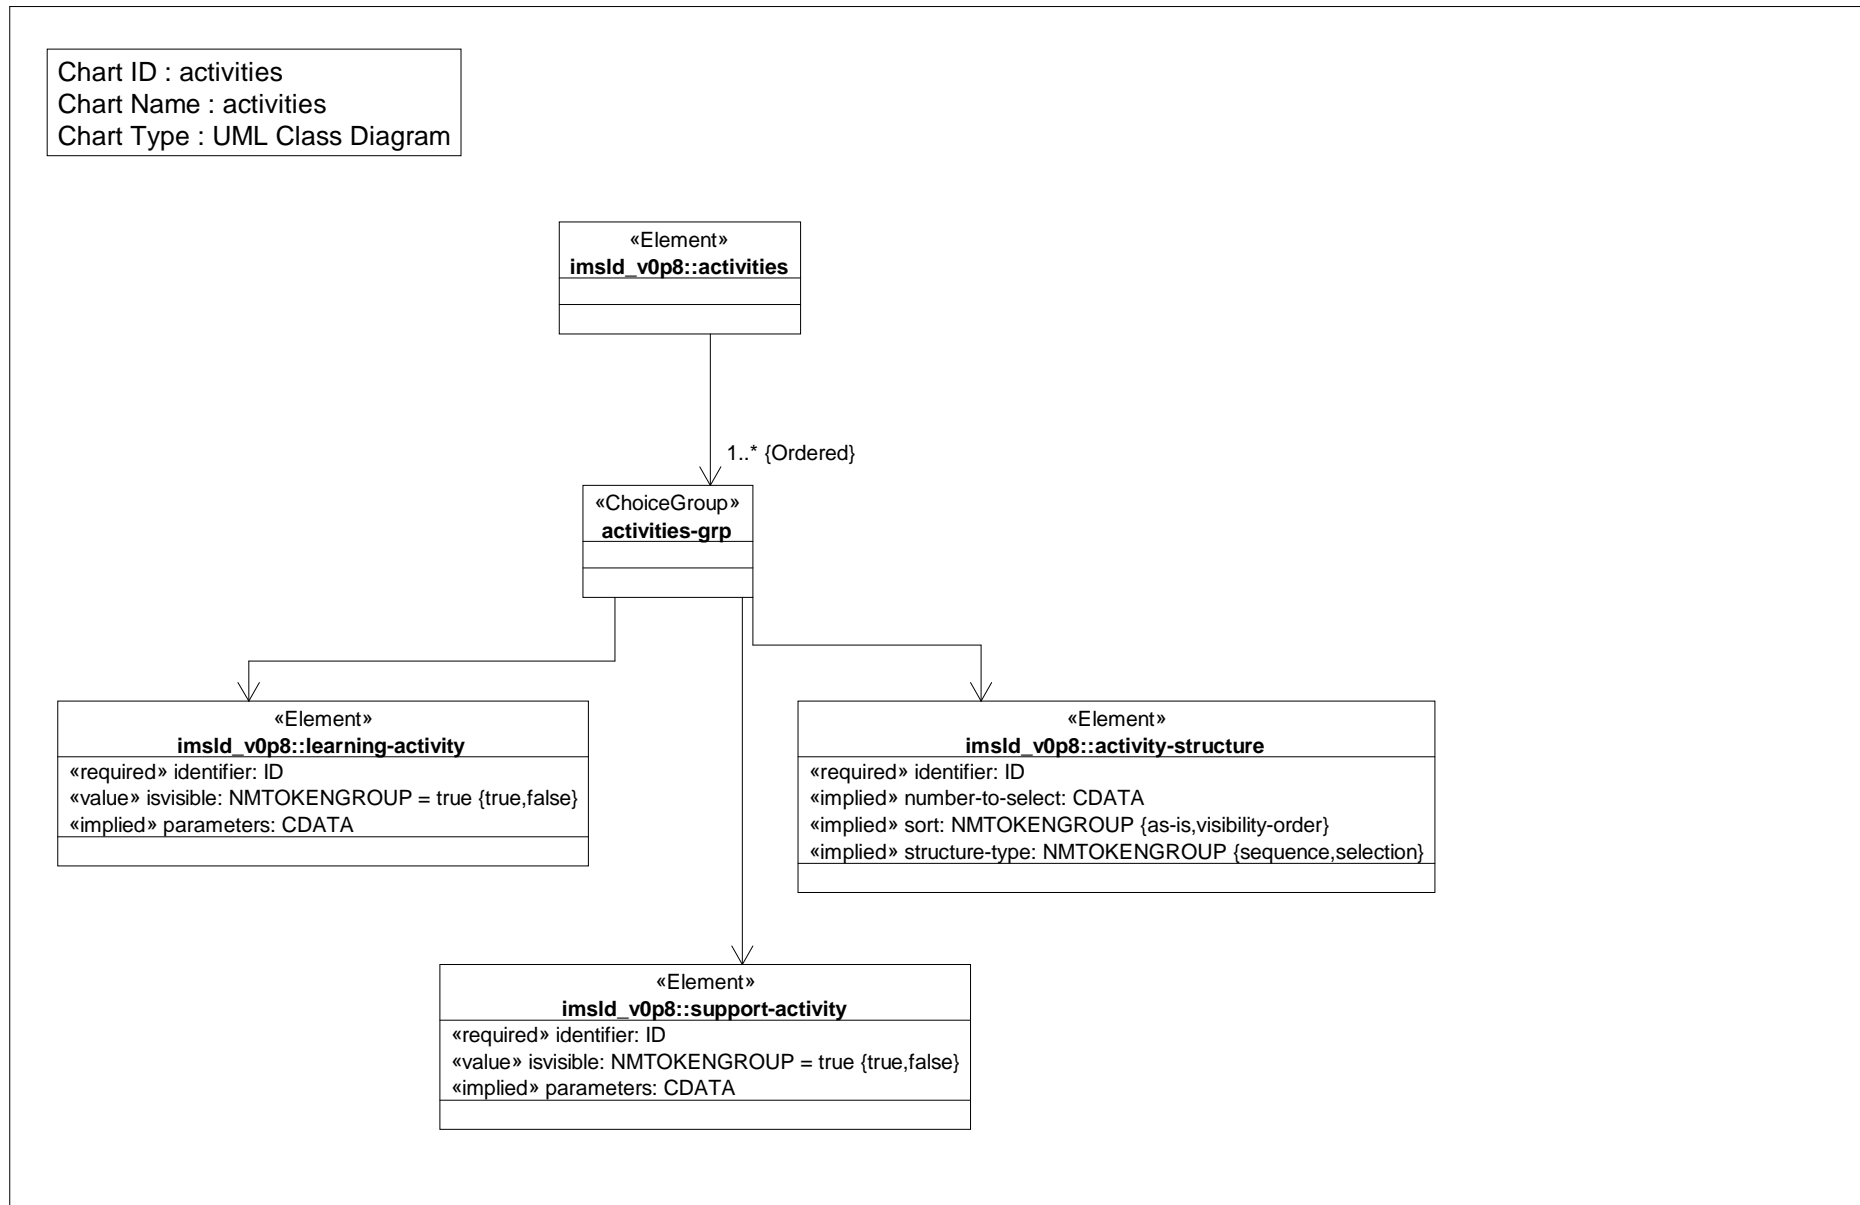 Chart ID : activities
Chart Name : activities
Chart Type : UML Class Diagram
«Element»
imsld_v0p8::activities
1..* {Ordered}
«ChoiceGroup»
activities-grp
«Element»
imsld_v0p8::learning-activity
«required» identifier: ID
«value» isvisible: NMTOKENGROUP = true {true,false}
«implied» parameters: CDATA
«Element»
imsld_v0p8::activity-structure
«required» identifier: ID
«implied» number-to-select: CDATA
«implied» sort: NMTOKENGROUP {as-is,visibility-order}
«implied» structure-type: NMTOKENGROUP {sequence,selection}
«Element»
imsld_v0p8::support-activity
«required» identifier: ID
«value» isvisible: NMTOKENGROUP = true {true,false}
«implied» parameters: CDATA